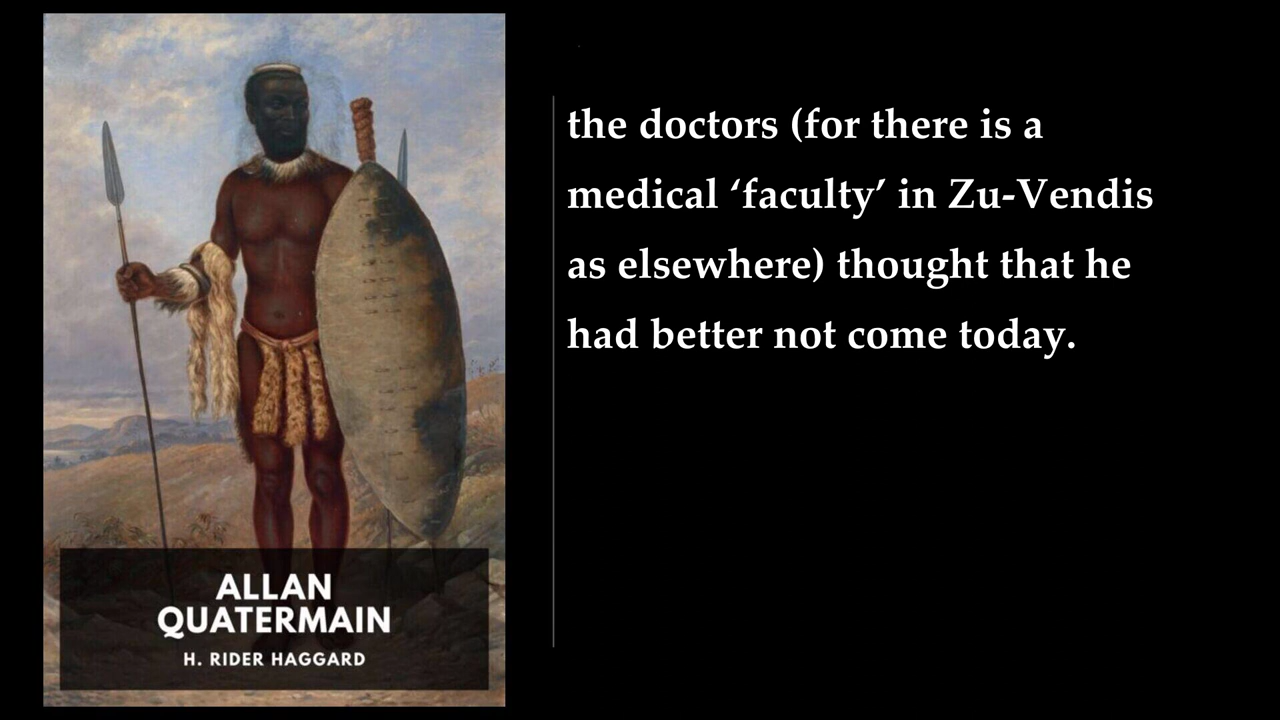 ALLAN
QUATERMAIN
H. RIDER HAGGARD
the doctors (for there is a
medical ‘faculty’ in Zu-Vendis
as elsewhere) thought that he
had better not come today.